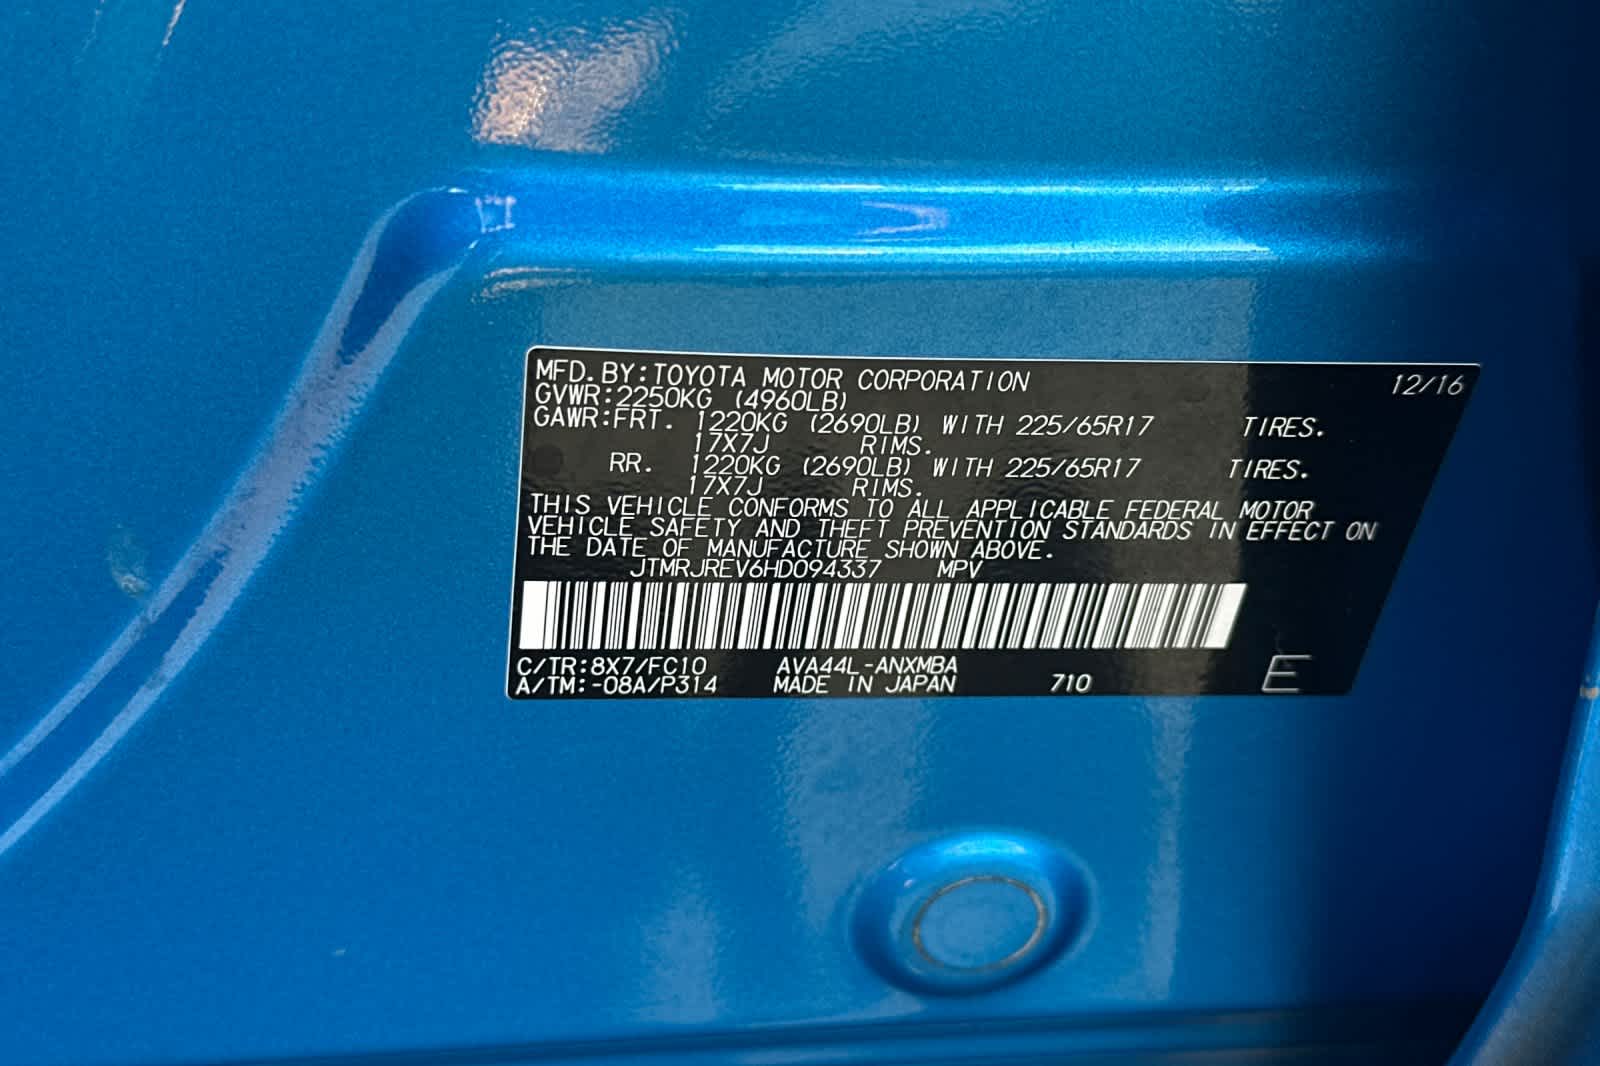 MFD. BY: TOYOTA MOTOR CORPORATION 12/16
GVWR: 2250KG (4960LB)
GAWR: FRT. 1220KG (2690LB) WITH 225/65R17 TIRES.
17X7J RIMS.
RR. 1220KG (2690LB) WITH 225/65R17 TIRES.
17X7J RIMS.
THIS VEHICLE CONFORMS TO ALL APPLICABLE FEDERAL MOTOR
VEHICLE SAFETY AND THEFT PREVENTION STANDARDS IN EFFECT ON
THE DATE OF MANUFACTURE SHOWN ABOVE.
JTMRJREV6HD094337 MPV
C/TR: 8X7/FC10 AVA44L-ANXMBA
A/TM: -08A/P314 MADE IN JAPAN 710 E